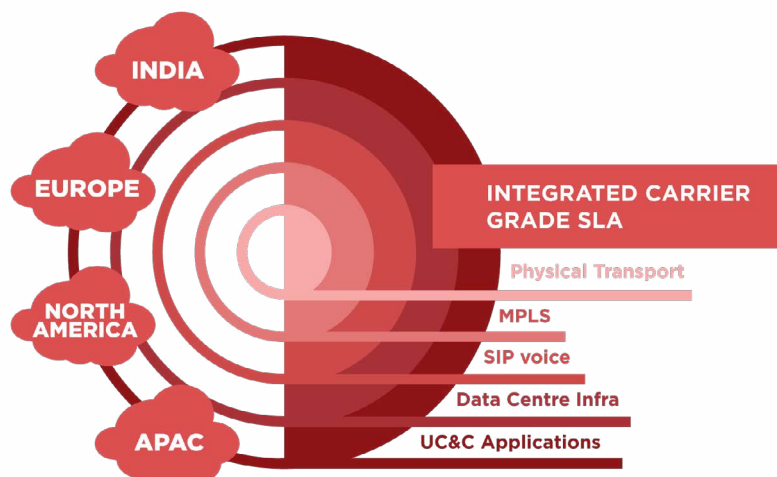 INDIA
EUROPE
NORTH
AMERICA
APAC
INTEGRATED CARRIER
GRADE SLA
Physical Transport
MPLS
SIP voice
Data Centre Infra
UC&C Applications